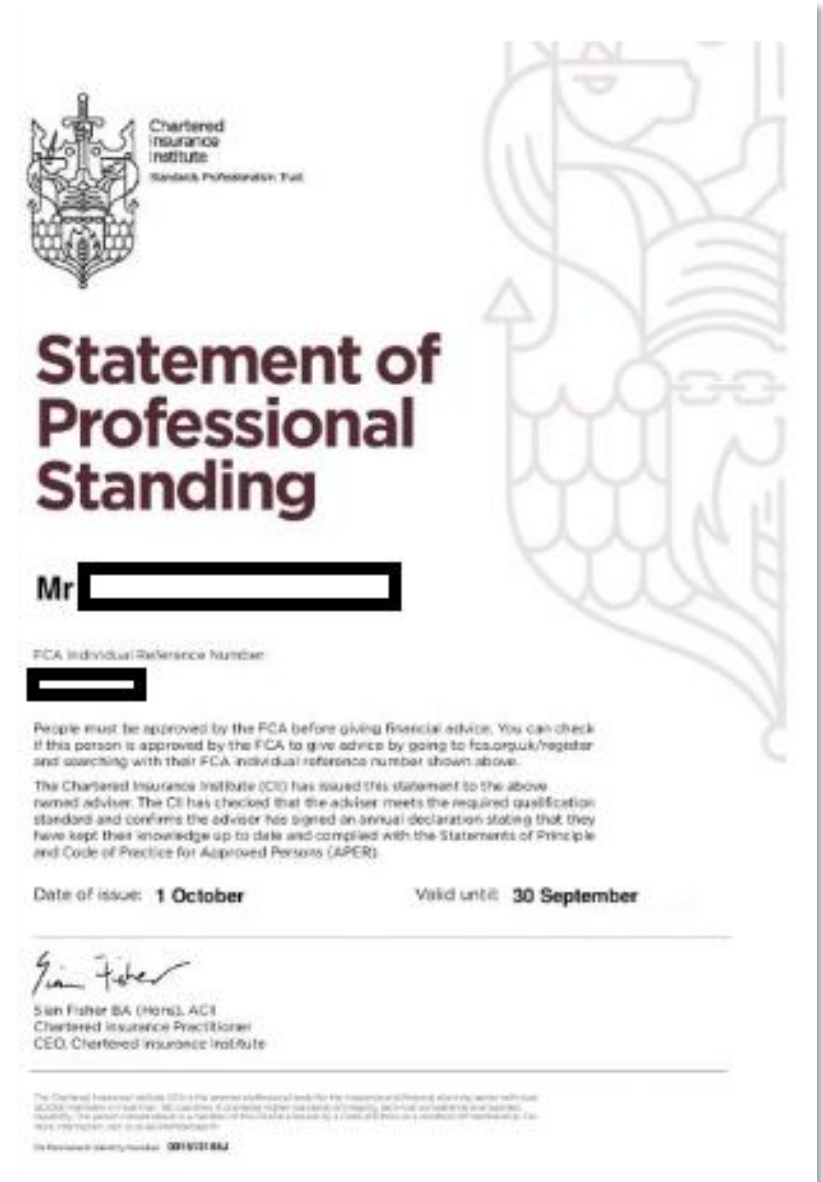 Chartered
Insurance
Institute
Standards. Professionalism. Trust.
Statement of
Professional
Standing
Mr
FCA Individual Reference Number:
People must be approved by the FCA before giving financial advice. You can check
if this person is approved by the FCA to give advice by going to fca.org.uk/register
and searching with their FCA individual reference number shown above.
The Chartered Insurance Institute (CII) has issued this statement to the above
named adviser. The CII has checked that the adviser meets the required qualification
standard and confirms the adviser has signed an annual declaration stating that they
have kept their knowledge up to date and complied with the Statements of Principle
and Code of Practice for Approved Persons (APER).
Date of issue: 1 October Valid until: 30 September
Sian Fisher
Sian Fisher BA (Hons), ACII
Chartered Insurance Practitioner
CEO, Chartered Insurance Institute